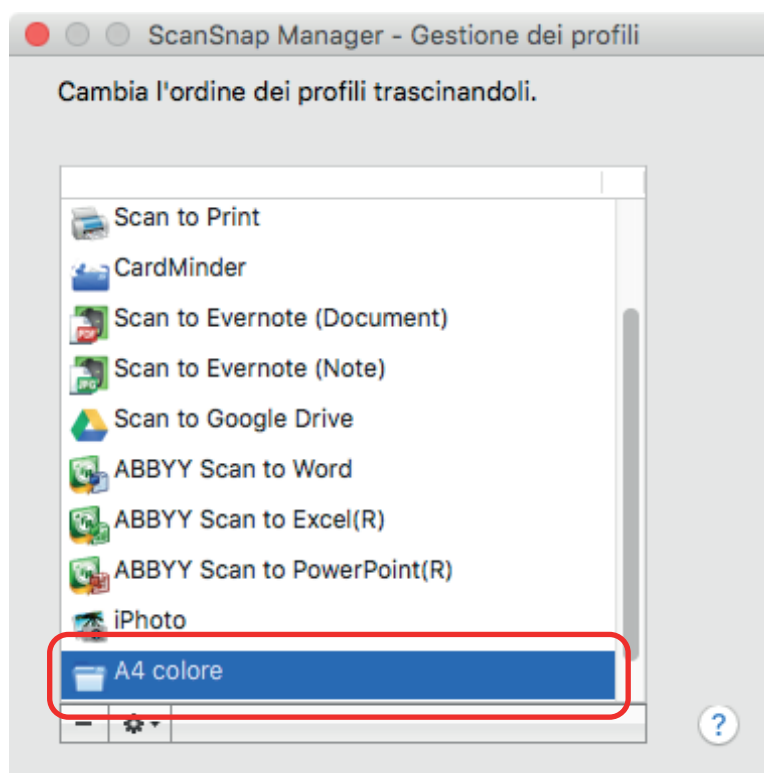 ScanSnap Manager - Gestione dei profili
Cambia l'ordine dei profili trascinandoli.
Scan to Print
CardMinder
Scan to Evernote (Document)
Scan to Evernote (Note)
Scan to Google Drive
ABBYY Scan to Word
ABBYY Scan to Excel(R)
ABBYY Scan to PowerPoint(R)
iPhoto
A4 colore
?